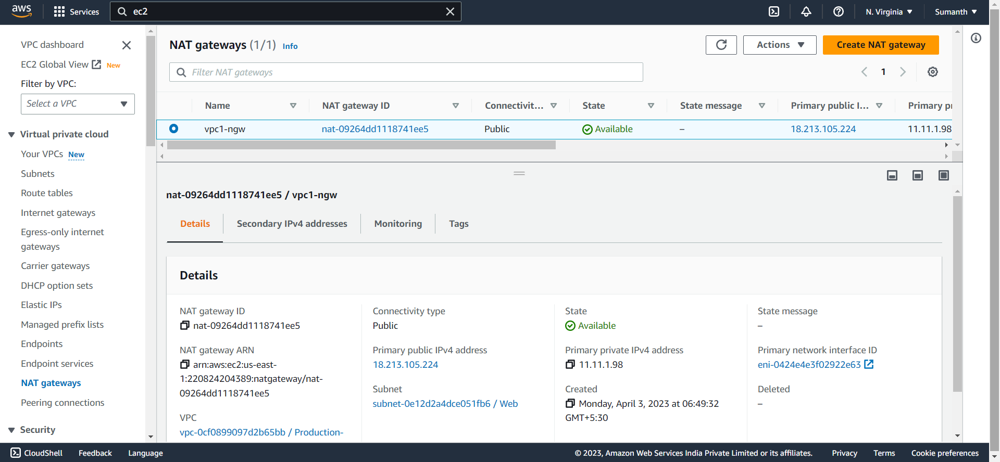 aws
Services
ec2
N. Virginia
Sumanth
VPC dashboard
EC2 Global View New
Filter by VPC:
Select a VPC
Virtual private cloud
Your VPCs New
Subnets
Route tables
Internet gateways
Egress-only internet
gateways
Carrier gateways
DHCP option sets
Elastic IPs
Managed prefix lists
Endpoints
Endpoint services
NAT gateways
Peering connections
Security
NAT gateways (1/1) Info
Actions
Create NAT gateway
Filter NAT gateways
1
Name NAT gateway ID Connectivit... State State message Primary public I... Primary pr
vpc1-ngw nat-09264dd1118741ee5 Public Available – 18.213.105.224 11.11.1.98
nat-09264dd1118741ee5 / vpc1-ngw
Details Secondary IPv4 addresses Monitoring Tags
Details
NAT gateway ID
nat-09264dd1118741ee5
NAT gateway ARN
arn:aws:ec2:us-east-
1:220824204389:natgateway/nat-
09264dd1118741ee5
VPC
vpc-0cf0899097d2b65bb / Production-
Connectivity type
Public
Primary public IPv4 address
18.213.105.224
Subnet
subnet-0e12d2a4dce051fb6 / Web
State
Available
Primary private IPv4 address
11.11.1.98
Created
Monday, April 3, 2023 at 06:49:32
GMT+5:30
State message
–
Primary network interface ID
eni-0424e4e3f02922e63
Deleted
–
CloudShell Feedback Language
© 2023, Amazon Web Services India Private Limited or its affiliates. Privacy Terms Cookie preferences